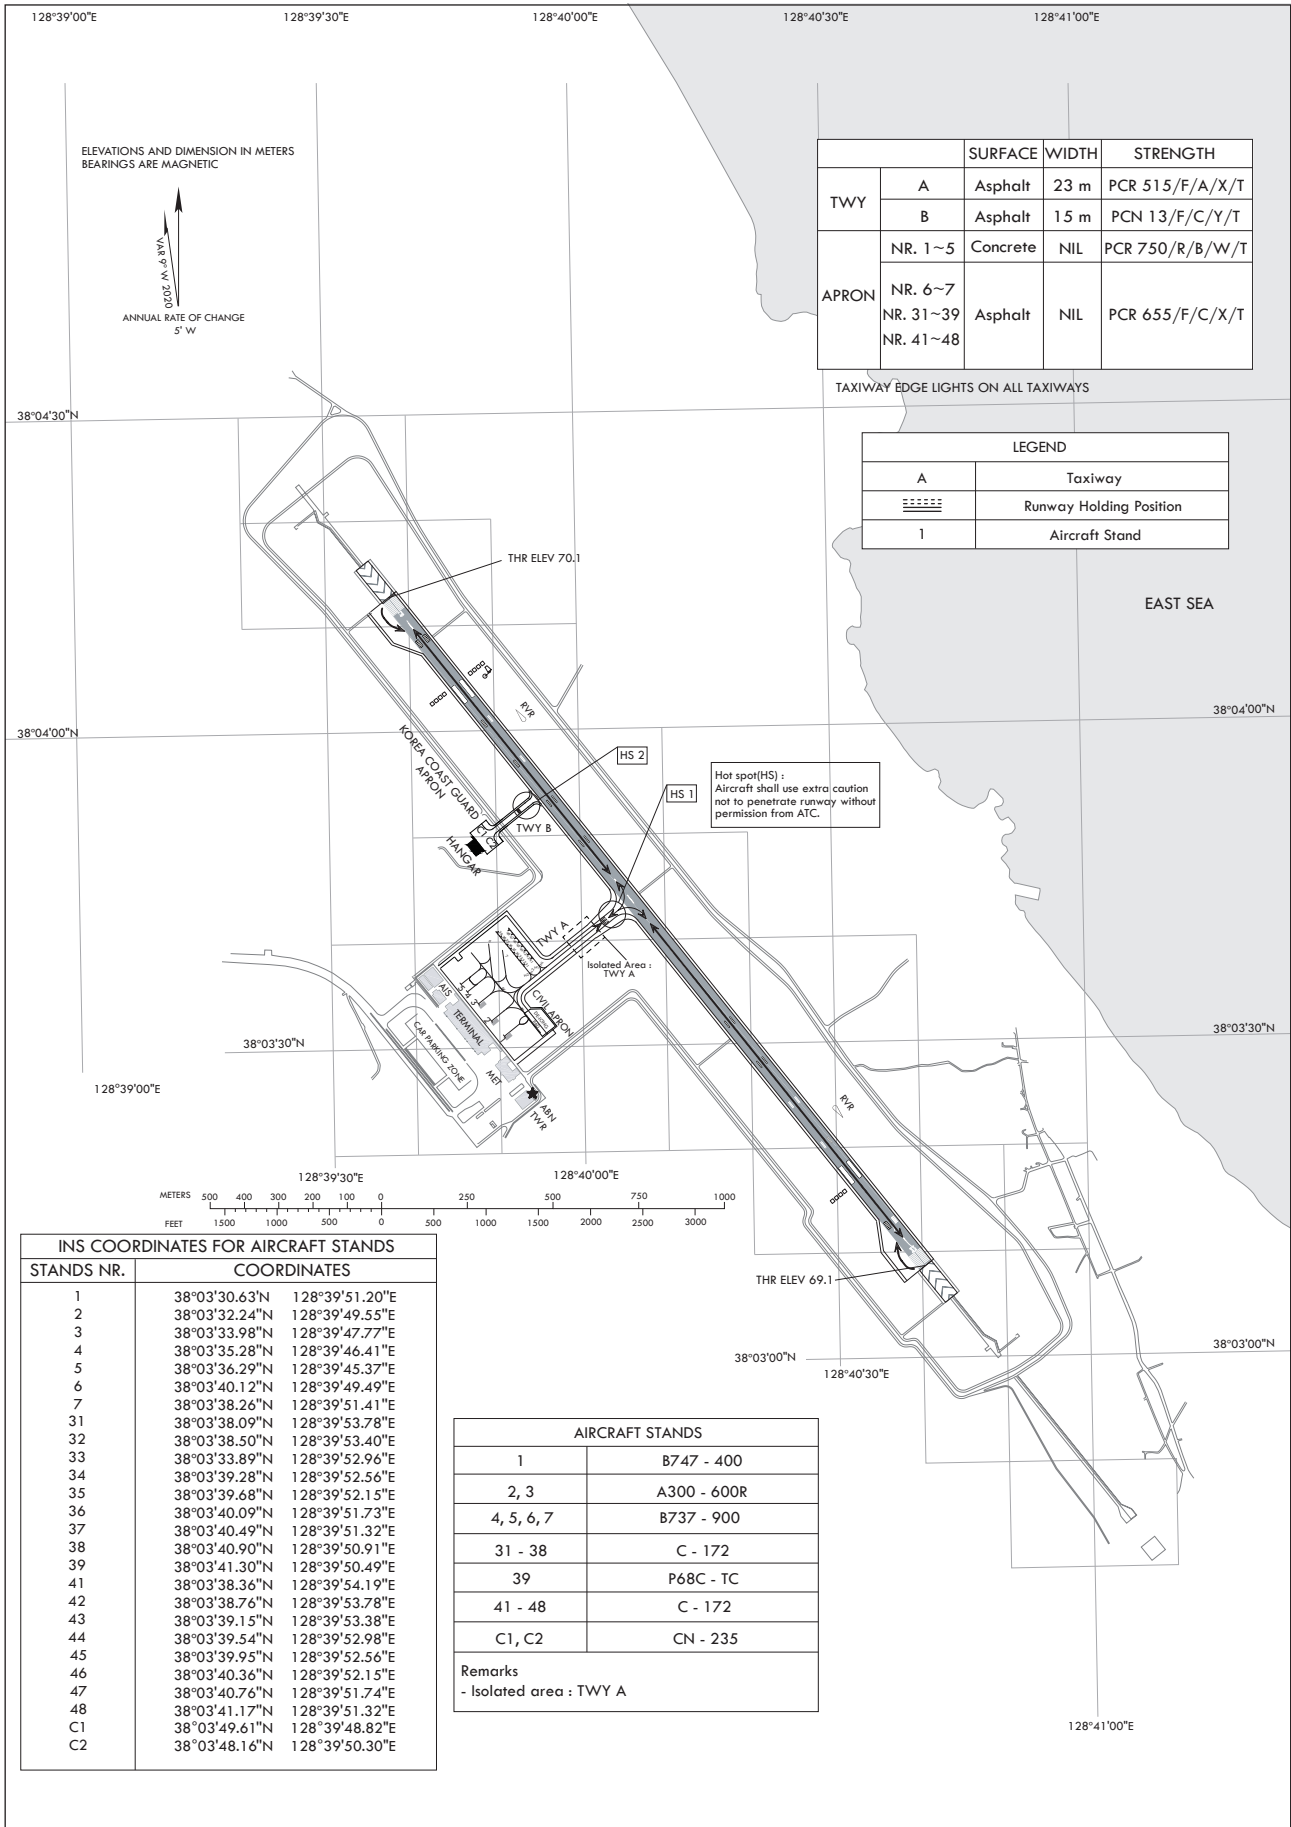 128°39'00"E 128°39'30"E 128°40'00"E 128°40'30"E 128°41'00"E
ELEVATIONS AND DIMENSION IN METERS
BEARINGS ARE MAGNETIC
VAR 9° W 2020
ANNUAL RATE OF CHANGE
5' W
SURFACE WIDTH STRENGTH
TWY
A Asphalt 23 m PCR 515/F/A/X/T
B Asphalt 15 m PCN 13/F/C/Y/T
APRON
NR. 1~5 Concrete NIL PCR 750/R/B/W/T
NR. 6~7
NR. 31~39 Asphalt NIL PCR 655/F/C/X/T
NR. 41~48
TAXIWAY EDGE LIGHTS ON ALL TAXIWAYS
38°04'30"N
LEGEND
A Taxiway
Runway Holding Position
1 Aircraft Stand
THR ELEV 70.1
EAST SEA
RVR
38°04'00"N
38°04'00"N
KOREA COAST GUARD
APRON
HS 2
HS 1
Hot spot(HS) :
Aircraft shall use extra caution
not to penetrate runway without
permission from ATC.
C1 C2
TWY B
HANGAR
TWY A
Isolated Area :
TWY A
CIVIL APRON
AIS
5 4 3 2 1
TERMINAL
CAR PARKING ZONE
MET
ABN
TWR
38°03'30"N
38°03'30"N
128°39'00"E
RVR
128°39'30"E
128°40'00"E
METERS 500 400 300 200 100 0 250 500 750 1000
FEET 1500 1000 500 0 500 1000 1500 2000 2500 3000
THR ELEV 69.1
38°03'00"N
38°03'00"N
128°40'30"E
INS COORDINATES FOR AIRCRAFT STANDS
STANDS NR. COORDINATES
1 38°03'30.63'N 128°39'51.20"E
2 38°03'32.24"N 128°39'49.55"E
3 38°03'33.98"N 128°39'47.77"E
4 38°03'35.28"N 128°39'46.41"E
5 38°03'36.29"N 128°39'45.37"E
6 38°03'40.12"N 128°39'49.49"E
7 38°03'38.26"N 128°39'51.41"E
31 38°03'38.09"N 128°39'53.78"E
32 38°03'38.50"N 128°39'53.40"E
33 38°03'33.89"N 128°39'52.96"E
34 38°03'39.28"N 128°39'52.56"E
35 38°03'39.68"N 128°39'52.15"E
36 38°03'40.09"N 128°39'51.73"E
37 38°03'40.49"N 128°39'51.32"E
38 38°03'40.90"N 128°39'50.91"E
39 38°03'41.30"N 128°39'50.49"E
41 38°03'38.36"N 128°39'54.19"E
42 38°03'38.76"N 128°39'53.78"E
43 38°03'39.15"N 128°39'53.38"E
44 38°03'39.54"N 128°39'52.98"E
45 38°03'39.95"N 128°39'52.56"E
46 38°03'40.36"N 128°39'52.15"E
47 38°03'40.76"N 128°39'51.74"E
48 38°03'41.17"N 128°39'51.32"E
C1 38°03'49.61"N 128°39'48.82"E
C2 38°03'48.16"N 128°39'50.30"E
AIRCRAFT STANDS
1 B747 - 400
2, 3 A300 - 600R
4, 5, 6, 7 B737 - 900
31 - 38 C - 172
39 P68C - TC
41 - 48 C - 172
C1, C2 CN - 235
Remarks
- Isolated area : TWY A
128°41'00"E